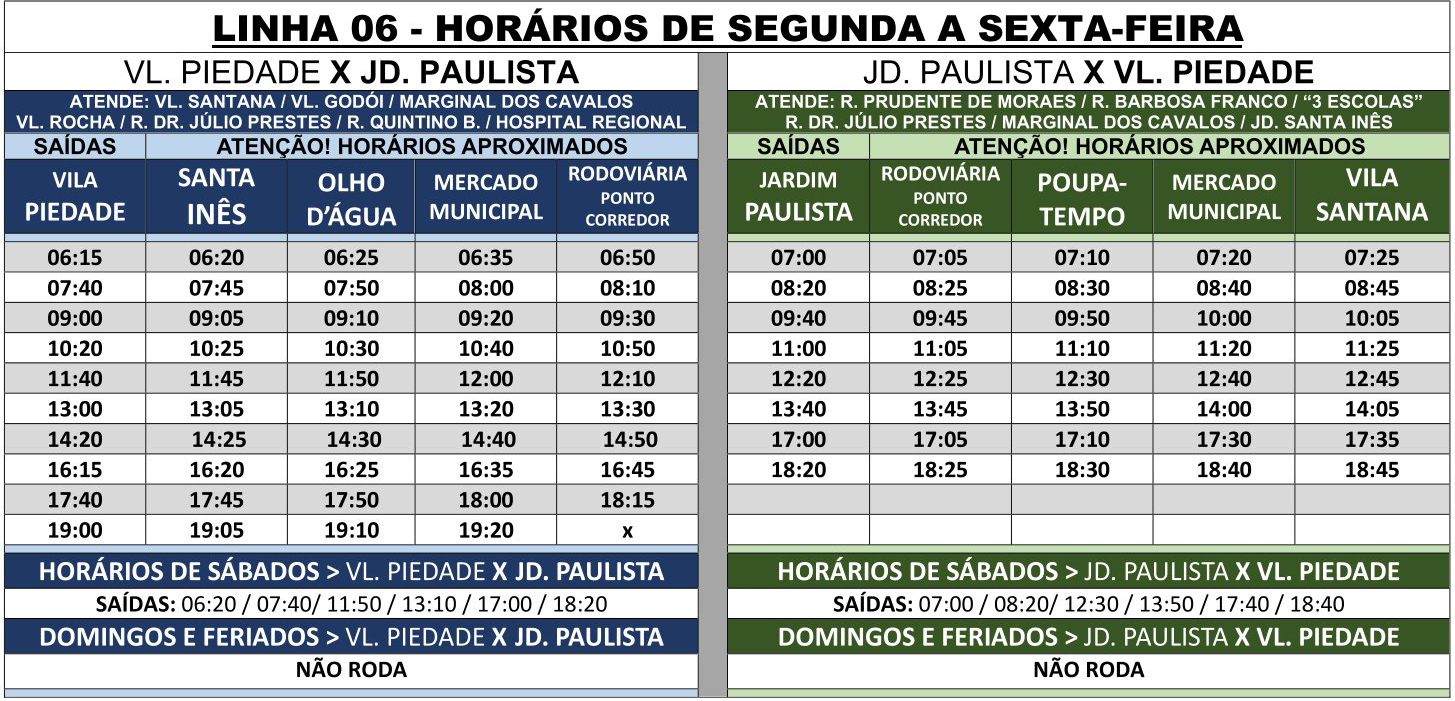 LINHA 06 - HORÁRIOS DE SEGUNDA A SEXTA-FEIRA
VL. PIEDADE X JD. PAULISTA
ATENDE: VL. SANTANA / VL. GODÓI / MARGINAL DOS CAVALOS
VL. ROCHA / R. DR. JÚLIO PRESTES / R. QUINTINO B. / HOSPITAL REGIONAL
SAÍDAS ATENÇÃO! HORÁRIOS APROXIMADOS
VILA PIEDADE SANTA INÊS OLHO D’ÁGUA MERCADO MUNICIPAL RODOVIÁRIA PONTO CORREDOR
06:15 06:20 06:25 06:35 06:50
07:40 07:45 07:50 08:00 08:10
09:00 09:05 09:10 09:20 09:30
10:20 10:25 10:30 10:40 10:50
11:40 11:45 11:50 12:00 12:10
13:00 13:05 13:10 13:20 13:30
14:20 14:25 14:30 14:40 14:50
16:15 16:20 16:25 16:35 16:45
17:40 17:45 17:50 18:00 18:15
19:00 19:05 19:10 19:20 x
HORÁRIOS DE SÁBADOS > VL. PIEDADE X JD. PAULISTA
SAÍDAS: 06:20 / 07:40/ 11:50 / 13:10 / 17:00 / 18:20
DOMINGOS E FERIADOS > VL. PIEDADE X JD. PAULISTA
NÃO RODA
JD. PAULISTA X VL. PIEDADE
ATENDE: R. PRUDENTE DE MORAES / R. BARBOSA FRANCO / “3 ESCOLAS”
R. DR. JÚLIO PRESTES / MARGINAL DOS CAVALOS / JD. SANTA INÊS
SAÍDAS ATENÇÃO! HORÁRIOS APROXIMADOS
JARDIM PAULISTA RODOVIÁRIA PONTO CORREDOR POUPA-TEMPO MERCADO MUNICIPAL VILA SANTANA
07:00 07:05 07:10 07:20 07:25
08:20 08:25 08:30 08:40 08:45
09:40 09:45 09:50 10:00 10:05
11:00 11:05 11:10 11:20 11:25
12:20 12:25 12:30 12:40 12:45
13:40 13:45 13:50 14:00 14:05
17:00 17:05 17:10 17:30 17:35
18:20 18:25 18:30 18:40 18:45
HORÁRIOS DE SÁBADOS > JD. PAULISTA X VL. PIEDADE
SAÍDAS: 07:00 / 08:20/ 12:30 / 13:50 / 17:40 / 18:40
DOMINGOS E FERIADOS > JD. PAULISTA X VL. PIEDADE
NÃO RODA